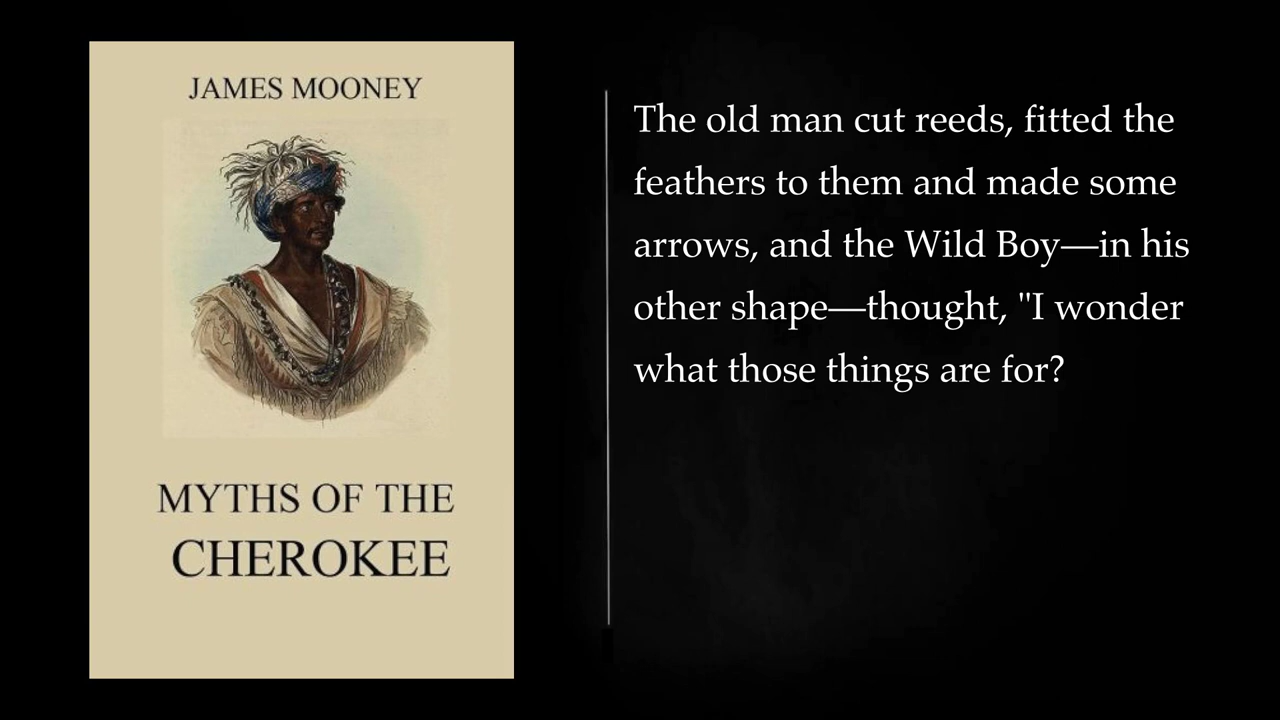 JAMES MOONEY
MYTHS OF THE
CHEROKEE
The old man cut reeds, fitted the
feathers to them and made some
arrows, and the Wild Boy—in his
other shape—thought, "I wonder
what those things are for?